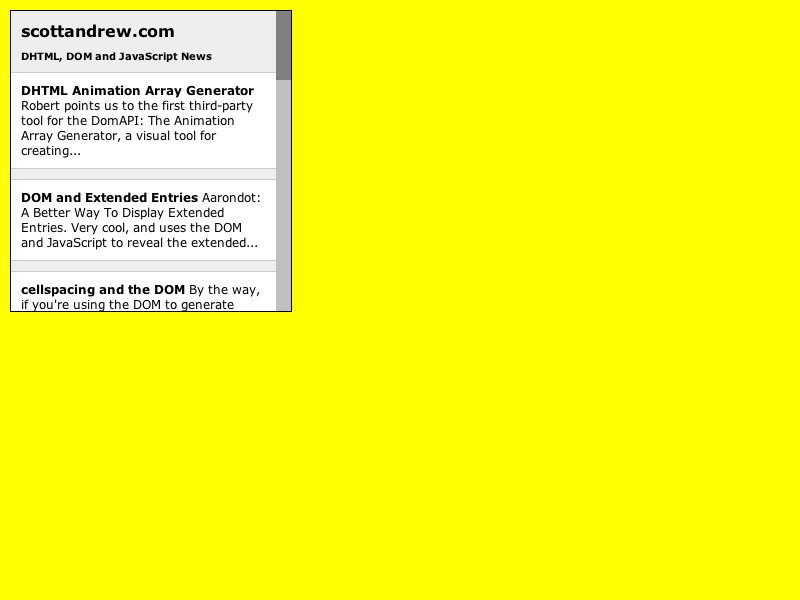 scottandrew.com
DHTML, DOM and JavaScript News
DHTML Animation Array Generator
Robert points us to the first third-party
tool for the DomAPI: The Animation
Array Generator, a visual tool for
creating...
DOM and Extended Entries Aarondot:
A Better Way To Display Extended
Entries. Very cool, and uses the DOM
and JavaScript to reveal the extended...
cellspacing and the DOM By the way,
if you're using the DOM to generate